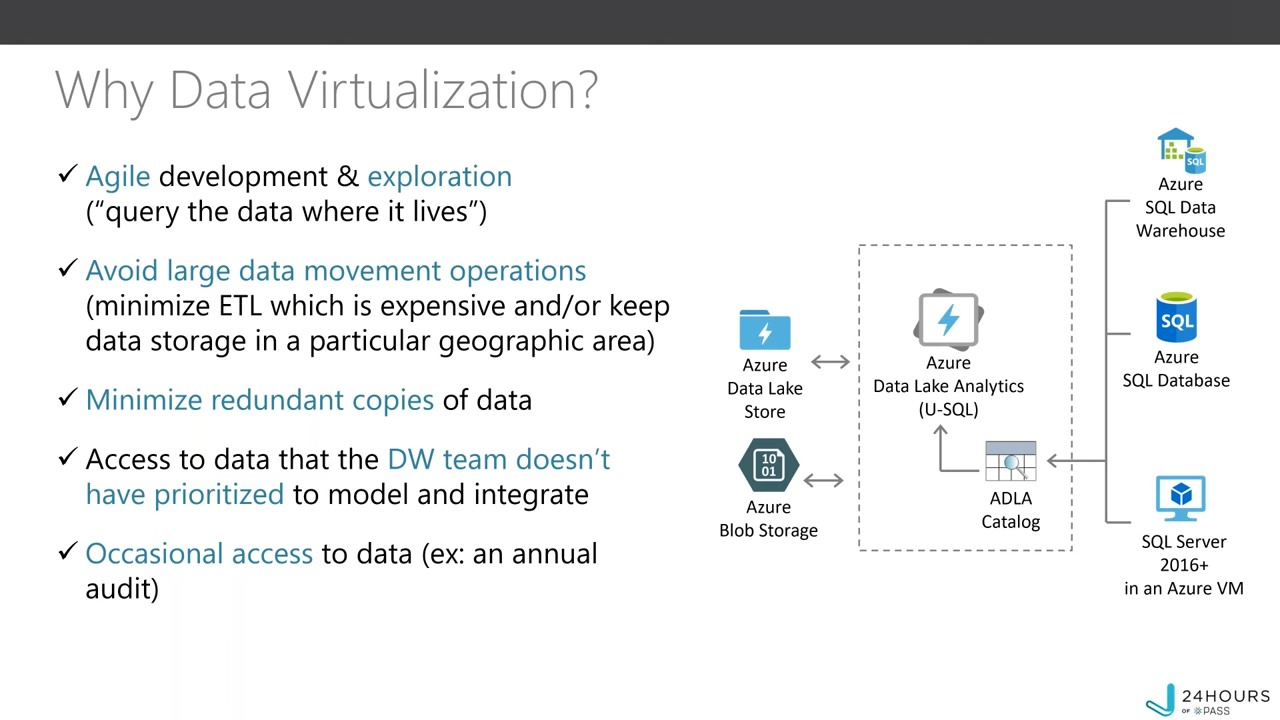 Why Data Virtualization?
✓ Agile development & exploration
(“query the data where it lives”)
✓ Avoid large data movement operations
(minimize ETL which is expensive and/or keep
data storage in a particular geographic area)
✓ Minimize redundant copies of data
✓ Access to data that the DW team doesn’t
have prioritized to model and integrate
✓ Occasional access to data (ex: an annual
audit)
Azure
Data Lake
Store
10
01
Azure
Blob Storage
Azure
Data Lake Analytics
(U-SQL)
ADLA
Catalog
SQL
Azure
SQL Data
Warehouse
SQL
Azure
SQL Database
SQL Server
2016+
in an Azure VM
24HOURS
OF PASS